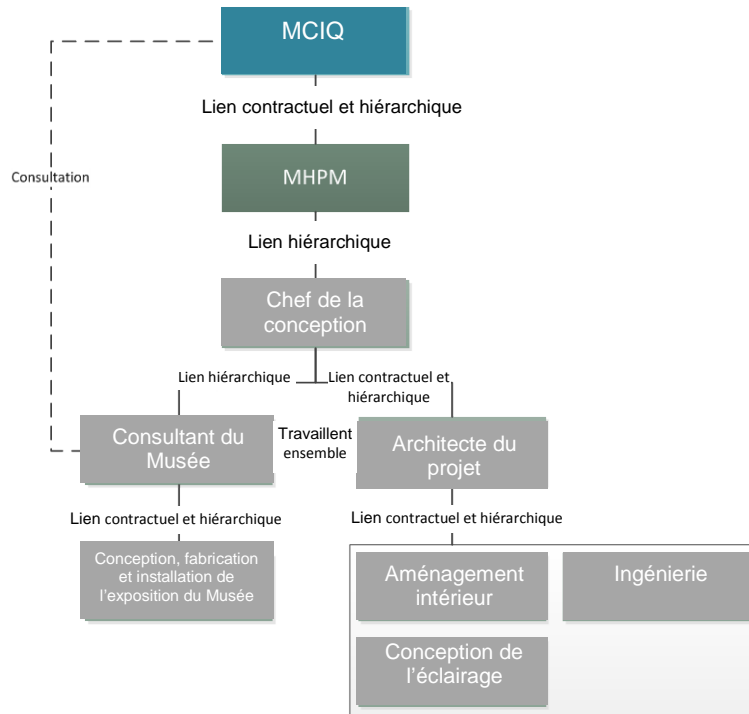 MCIQ
Lien contractuel et hiérarchique
Consultation
MHPM
Lien hiérarchique
Chef de la
conception
Lien hiérarchique
Lien contractuel et
hiérarchique
Consultant du
Musée
Travaillent
ensemble
Architecte du
projet
Lien contractuel et hiérarchique
Lien contractuel et hiérarchique
Conception, fabrication
et installation de
l'exposition du Musée
Aménagement
intérieur
Ingénierie
Conception de
l'éclairage